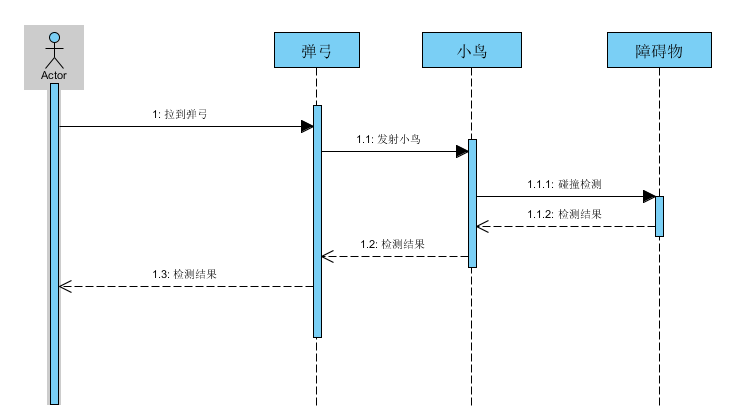 Actor
弹弓
小鸟
障碍物
1: 拉到弹弓
1.1: 发射小鸟
1.1.1: 碰撞检测
1.1.2: 检测结果
1.2: 检测结果
1.3: 检测结果